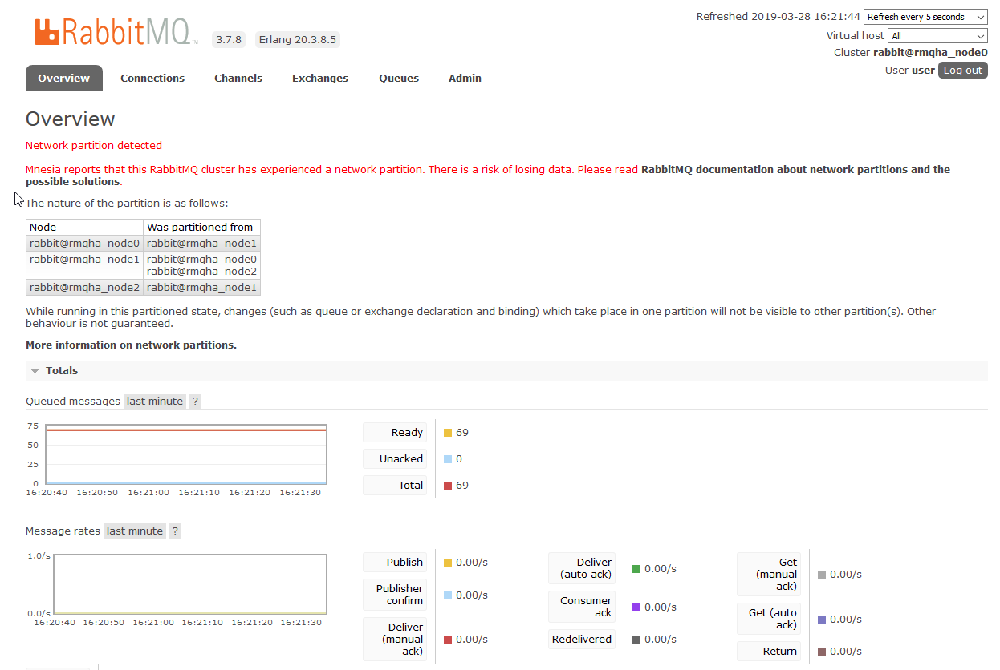 RabbitMQ TM 3.7.8 Erlang 20.3.8.5
Refreshed 2019-03-28 16:21:44 Refresh every 5 seconds
Virtual host All
Cluster rabbit@rmqha_node0
User user Log out
Overview Connections Channels Exchanges Queues Admin
Overview
Network partition detected
Mnesia reports that this RabbitMQ cluster has experienced a network partition. There is a risk of losing data. Please read RabbitMQ documentation about network partitions and the
possible solutions.
The nature of the partition is as follows:
Node Was partitioned from
rabbit@rmqha_node0 rabbit@rmqha_node1
rabbit@rmqha_node1 rabbit@rmqha_node0
rabbit@rmqha_node2
rabbit@rmqha_node2 rabbit@rmqha_node1
While running in this partitioned state, changes (such as queue or exchange declaration and binding) which take place in one partition will not be visible to other partition(s). Other
behaviour is not guaranteed.
More information on network partitions.
Totals
Queued messages last minute ?
75
50
25
0
16:20:40 16:20:50 16:21:00 16:21:10 16:21:20 16:21:30
Ready 69
Unacked 0
Total 69
Message rates last minute ?
1.0/s
0.0/s
16:20:40 16:20:50 16:21:00 16:21:10 16:21:20 16:21:30
Publish 0.00/s
Publisher
confirm 0.00/s
Deliver
(manual
ack) 0.00/s
Deliver
(auto ack) 0.00/s
Consumer
ack 0.00/s
Redelivered 0.00/s
Get
(manual
ack) 0.00/s
Get (auto
ack) 0.00/s
Return 0.00/s